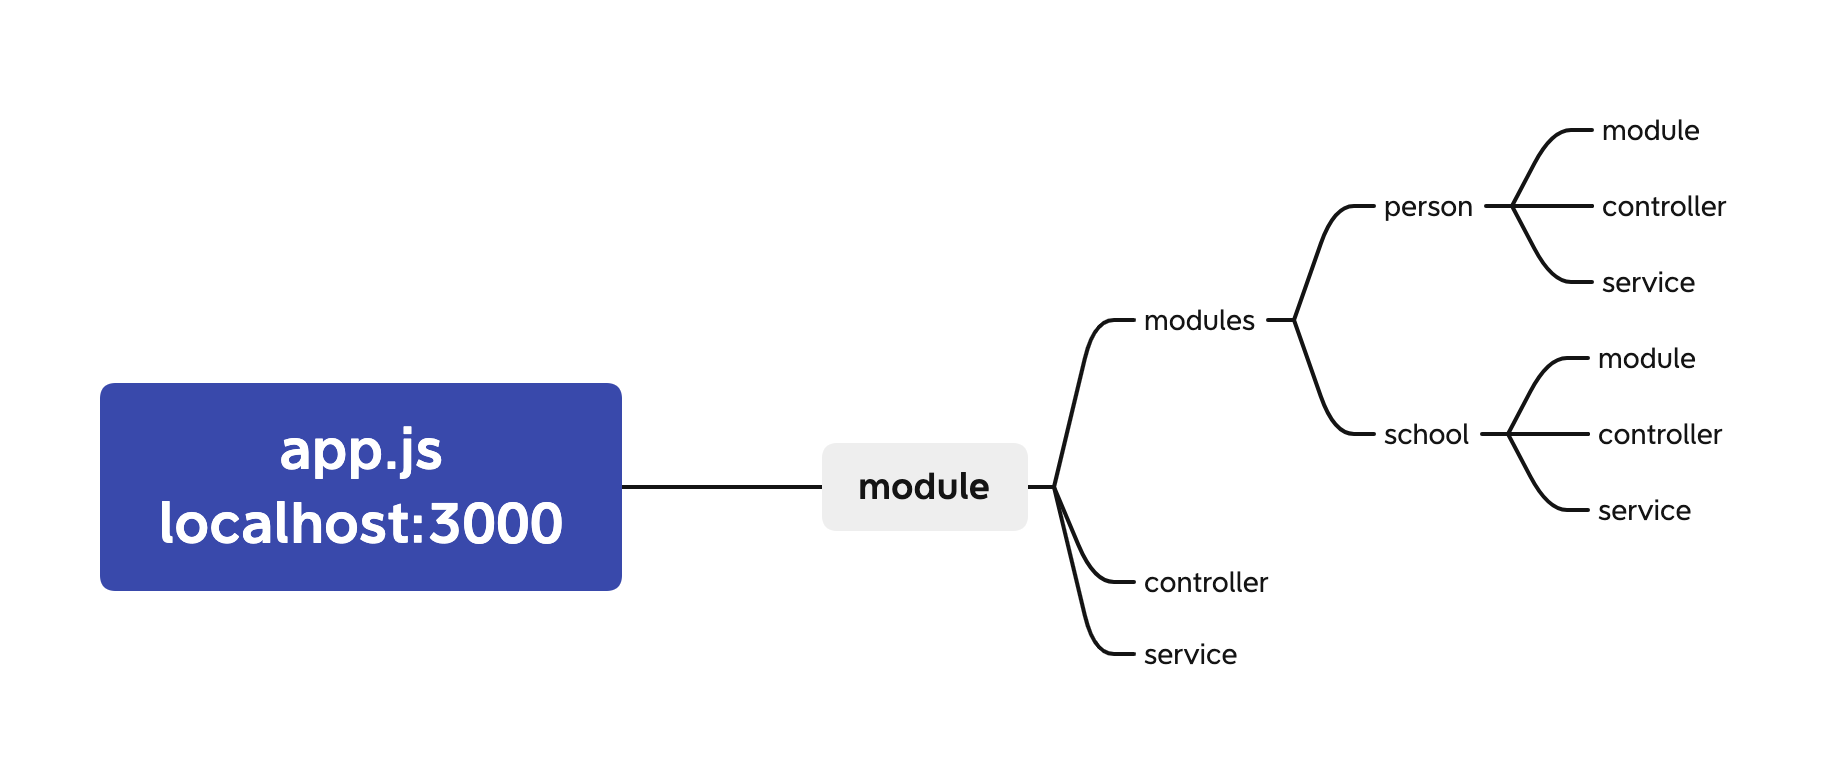 app.js
localhost:3000
module
modules
person
module
controller
service
school
module
controller
service
controller
service